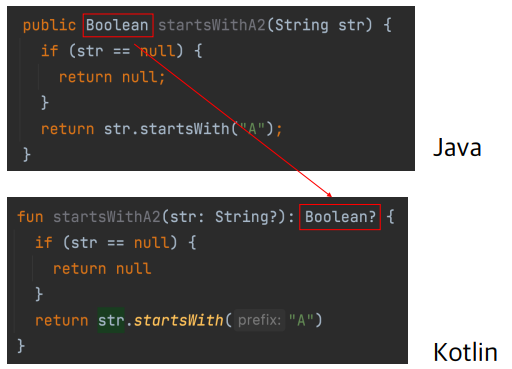 public Boolean startsWithA2(String str) {
if (str == null) {
return null;
}
return str.startsWith("A");
}
Java
fun startsWithA2(str: String?): Boolean? {
if (str == null) {
return null
}
return str.startsWith( prefix: "A")
}
Kotlin